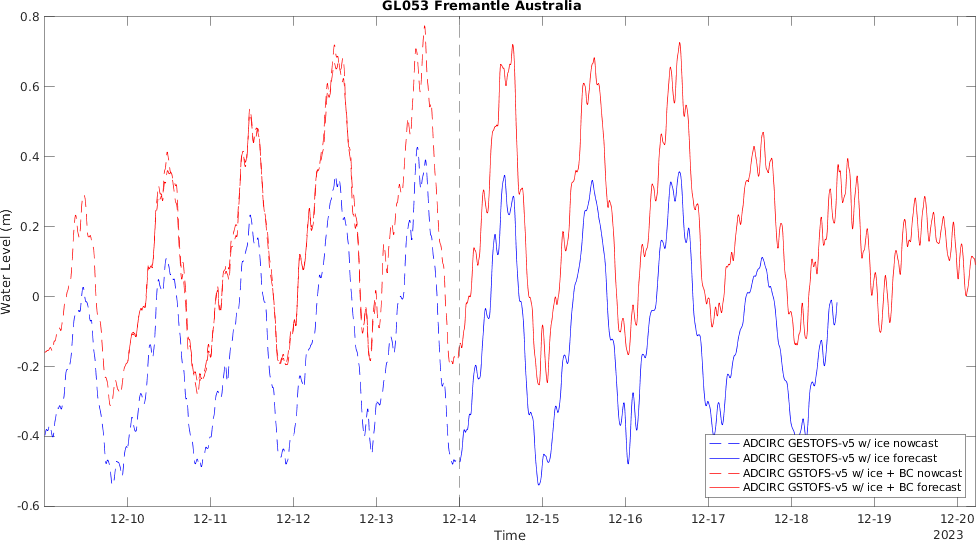 GL053 Fremantle Australia
Water Level (m)
0.8
0.6
0.4
0.2
0
-0.2
-0.4
-0.6
ADCIRC GESTOFS-v5 w/ ice nowcast
ADCIRC GESTOFS-v5 w/ ice forecast
ADCIRC GSTOFS-v5 w/ ice + BC nowcast
ADCIRC GSTOFS-v5 w/ ice + BC forecast
12-10 12-11 12-12 12-13 12-14 12-15 12-16 12-17 12-18 12-19 12-20
Time
2023